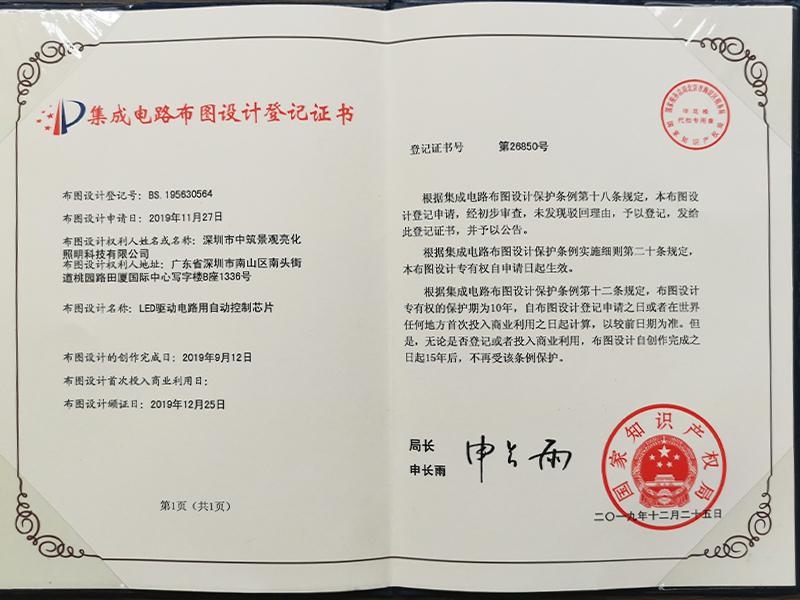 集成电路布图设计登记证书
布图设计登记号：BS. 195630564
布图设计申请日：2019年11月27日
布图设计权利人姓名或名称：深圳市中筑景观亮化
照明科技有限公司
布图设计权利人地址：广东省深圳市南山区南头街
道桃园路田厦国际中心写字楼B座1336号
布图设计名称：LED驱动电路用自动控制芯片
布图设计的创作完成日：2019年9月12日
布图设计首次投入商业利用日：
布图设计颁证日：2019年12月25日
第1页（共1页）
登记证书号 第26850号
根据集成电路布图设计保护条例第十八条规定，本布图设
计登记申请，经初步审查，未发现驳回理由，予以登记，发给
此登记证书，并予以公告。
根据集成电路布图设计保护条例实施细则第二十条规定，
本布图设计专有权自申请日起生效。
根据集成电路布图设计保护条例第十二条规定，布图设计
专有权的保护期为10年，自布图设计登记申请之日或者在世界
任何地方首次投入商业利用之日起计算，以较前日期为准。但
是，无论是否登记或者投入商业利用，布图设计自创作完成之
日起15年后，不再受该条例保护。
局长
申长雨
申长雨
国家知识产权局
二〇一九年十二月二十五日
代扣专用章